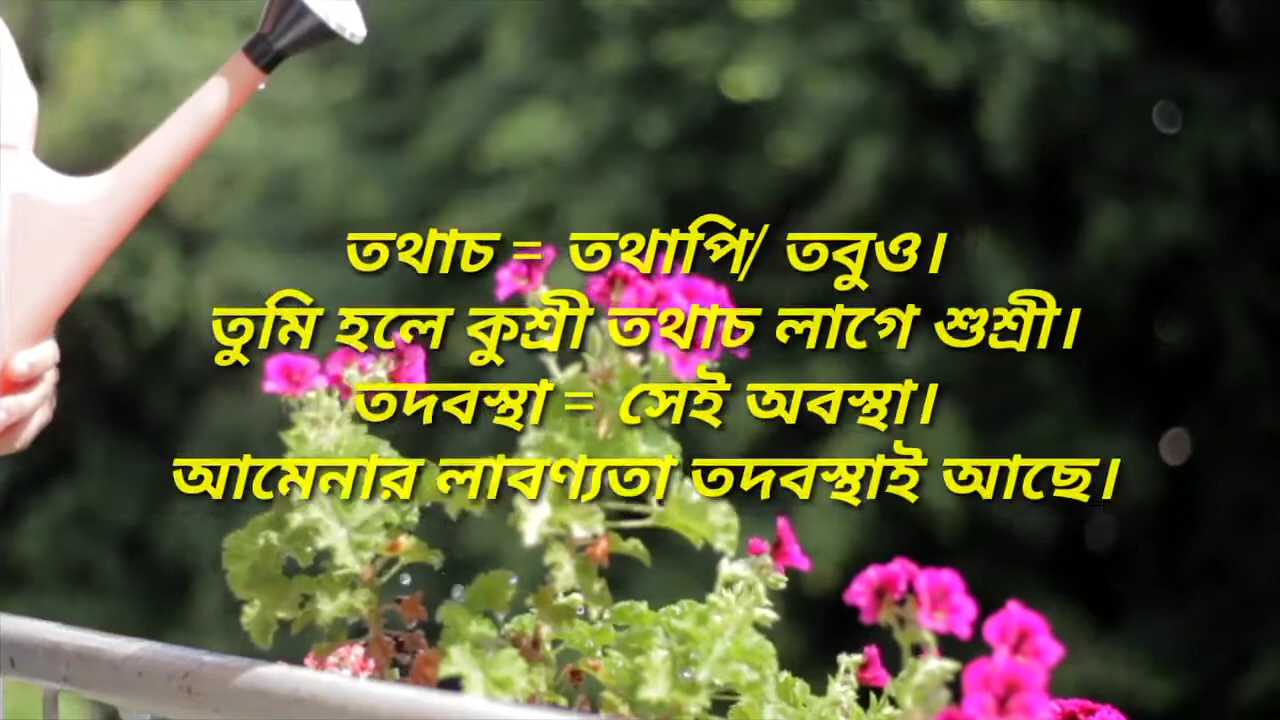 তথাচ = তথাপি/ তবুও।
তুমি হলে কুশ্রী তথাচ লাগে শুশ্রী।
তদবস্থা = সেই অবস্থা।
আমেনার লাবণ্যতা তদবস্থাই আছে।